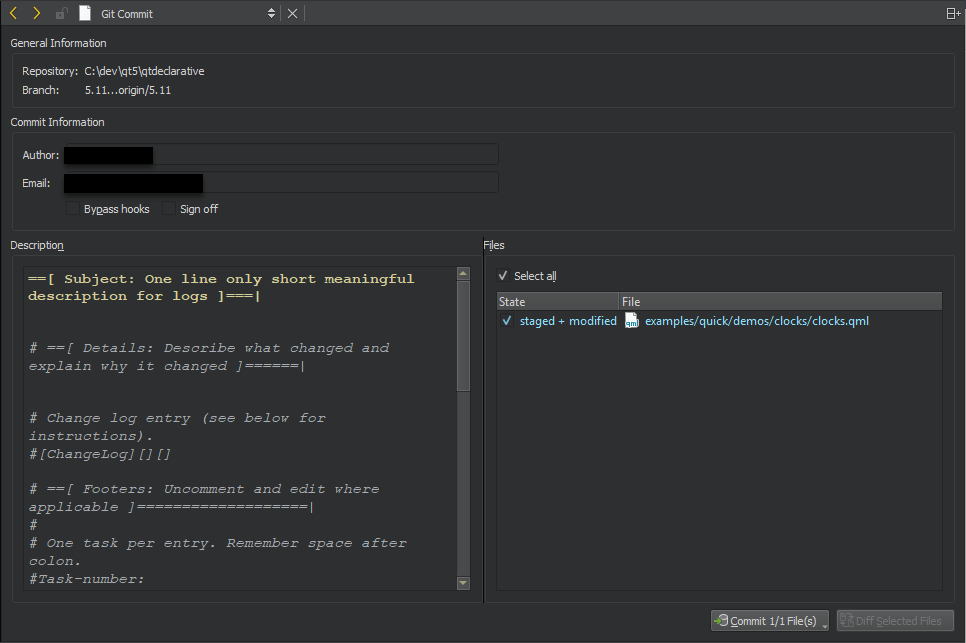 Git Commit
General Information
Repository: C:\dev\qt5\qtdeclarative
Branch: 5.11...origin/5.11
Commit Information
Author:
Email:
Bypass hooks Sign off
Description
==[ Subject: One line only short meaningful
description for logs ]===|
# ==[ Details: Describe what changed and
explain why it changed ]======|
# Change log entry (see below for
instructions).
#[ChangeLog][][]
# ==[ Footers: Uncomment and edit where
applicable ]===================|
#
# One task per entry. Remember space after
colon.
#Task-number:
Files
Select all
State File
staged + modified qml examples/quick/demos/clocks/clocks.qml
Commit 1/1 File(s) Diff Selected Files